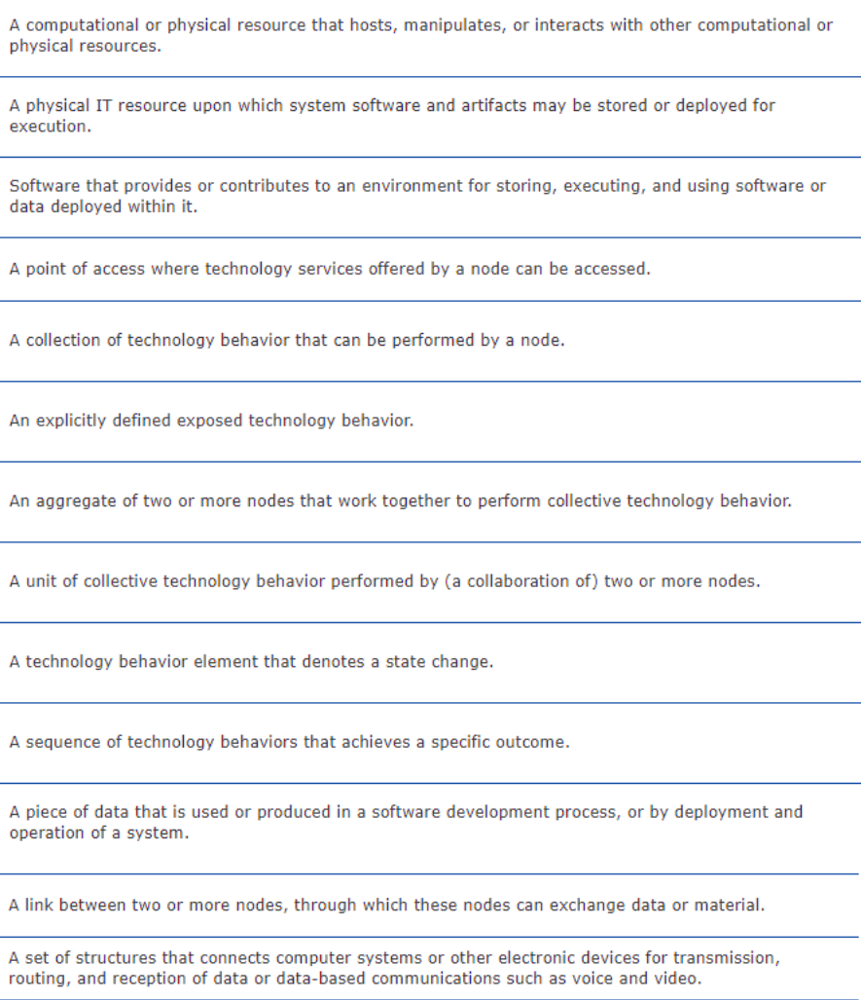 A computational or physical resource that hosts, manipulates, or interacts with other computational or
physical resources.
A physical IT resource upon which system software and artifacts may be stored or deployed for
execution.
Software that provides or contributes to an environment for storing, executing, and using software or
data deployed within it.
A point of access where technology services offered by a node can be accessed.
A collection of technology behavior that can be performed by a node.
An explicitly defined exposed technology behavior.
An aggregate of two or more nodes that work together to perform collective technology behavior.
A unit of collective technology behavior performed by (a collaboration of) two or more nodes.
A technology behavior element that denotes a state change.
A sequence of technology behaviors that achieves a specific outcome.
A piece of data that is used or produced in a software development process, or by deployment and
operation of a system.
A link between two or more nodes, through which these nodes can exchange data or material.
A set of structures that connects computer systems or other electronic devices for transmission,
routing, and reception of data or data-based communications such as voice and video.